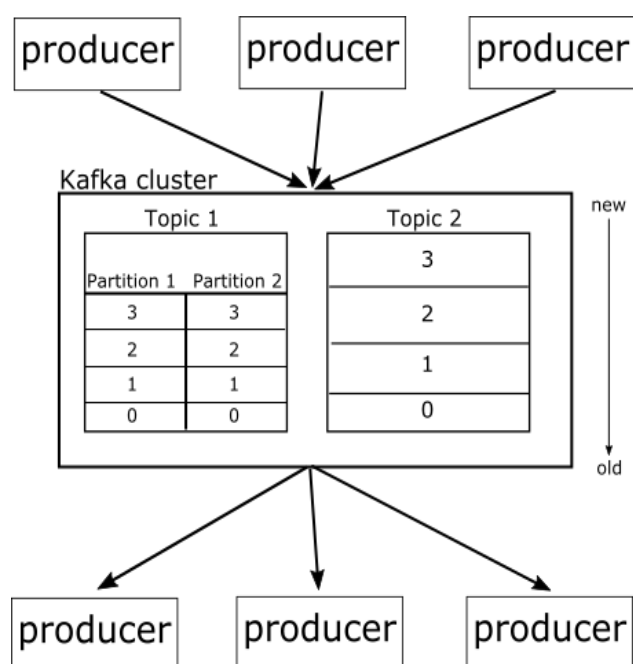 producer producer producer
Kafka cluster
Topic 1 Topic 2
new
Partition 1 Partition 2
3 3 3
2 2 2
1 1 1
0 0 0
old
producer producer producer